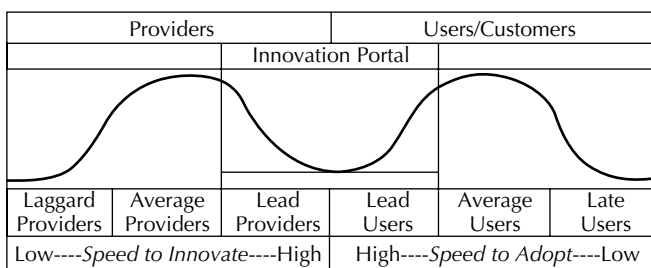 Providers Users/Customers
Innovation Portal
Laggard Average Lead Lead Average Late
Providers Providers Providers Users Users Users
Low----Speed to Innovate----High High----Speed to Adopt----Low